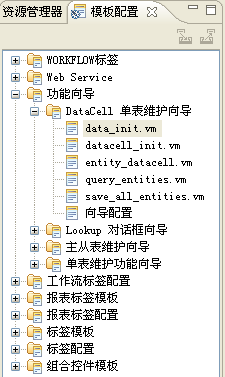 资源管理器 模板配置
WORKFLOW标签
Web Service
功能向导
DataCell 单表维护向导
data_init.vm
datacell_init.vm
entity_datacell.vm
query_entities.vm
save_all_entities.vm
向导配置
Lookup 对话框向导
主从表维护向导
单表维护功能向导
工作流标签配置
报表标签模板
报表标签配置
标签模板
标签配置
组合控件模板